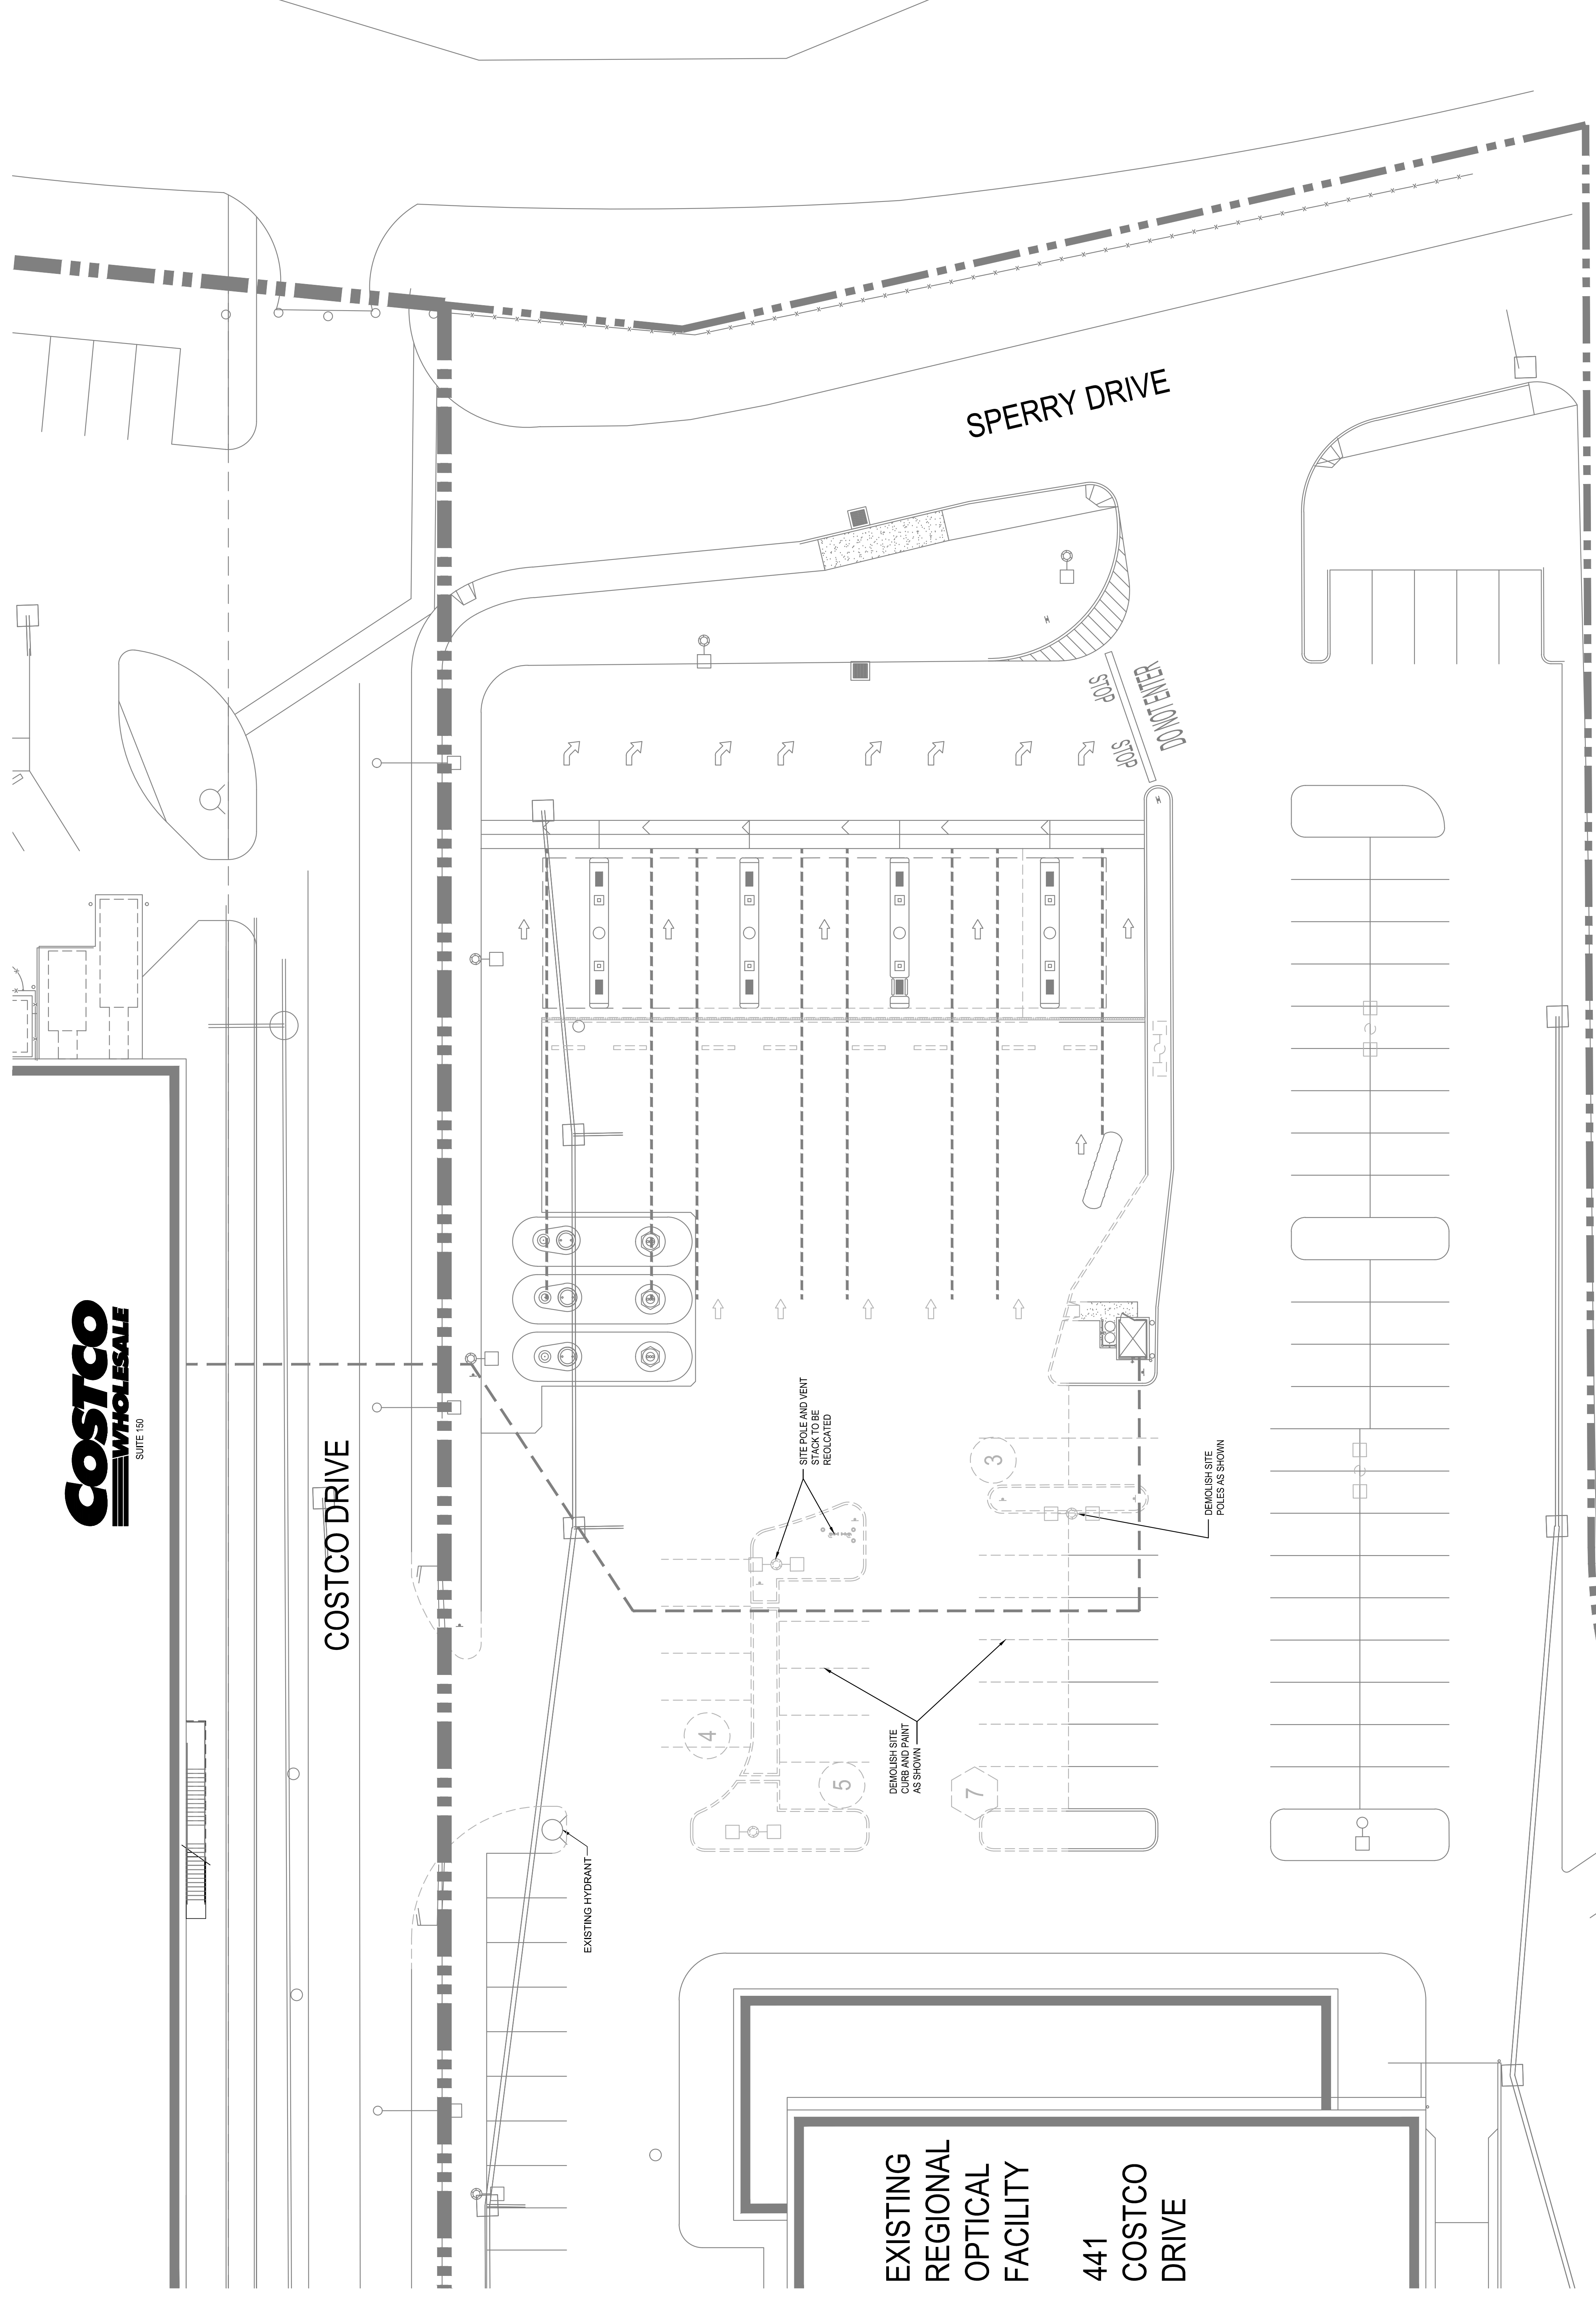 SPERRY DRIVE
STOP
STOP
DO NOT ENTER
COSTCO
WHOLESALE
SUITE 150
COSTCO DRIVE
SITE POLE AND VENT
STACK TO BE
REOLCATED
3
DEMOLISH SITE
POLES AS SHOWN
4
5
7
DEMOLISH SITE
CURB AND PAINT
AS SHOWN
EXISTING HYDRANT
EXISTING
REGIONAL
OPTICAL
FACILITY
441
COSTCO
DRIVE